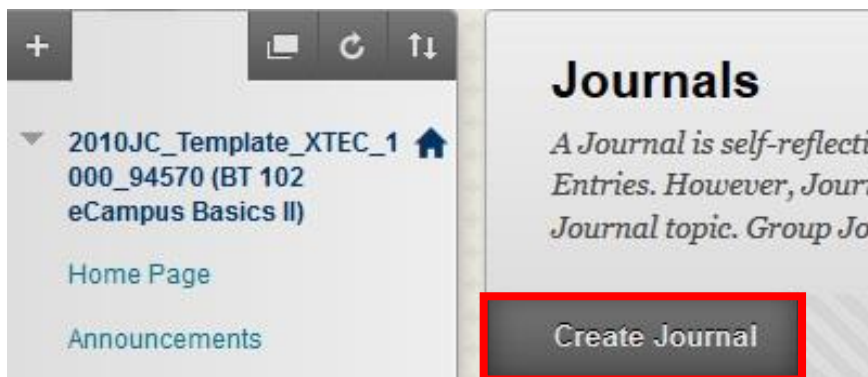 2010JC_Template_XTEC_1
000_94570 (BT 102
eCampus Basics II)
Home Page
Announcements
Journals
A Journal is self-reflecti
Entries. However, Jour
Journal topic. Group Jo
Create Journal